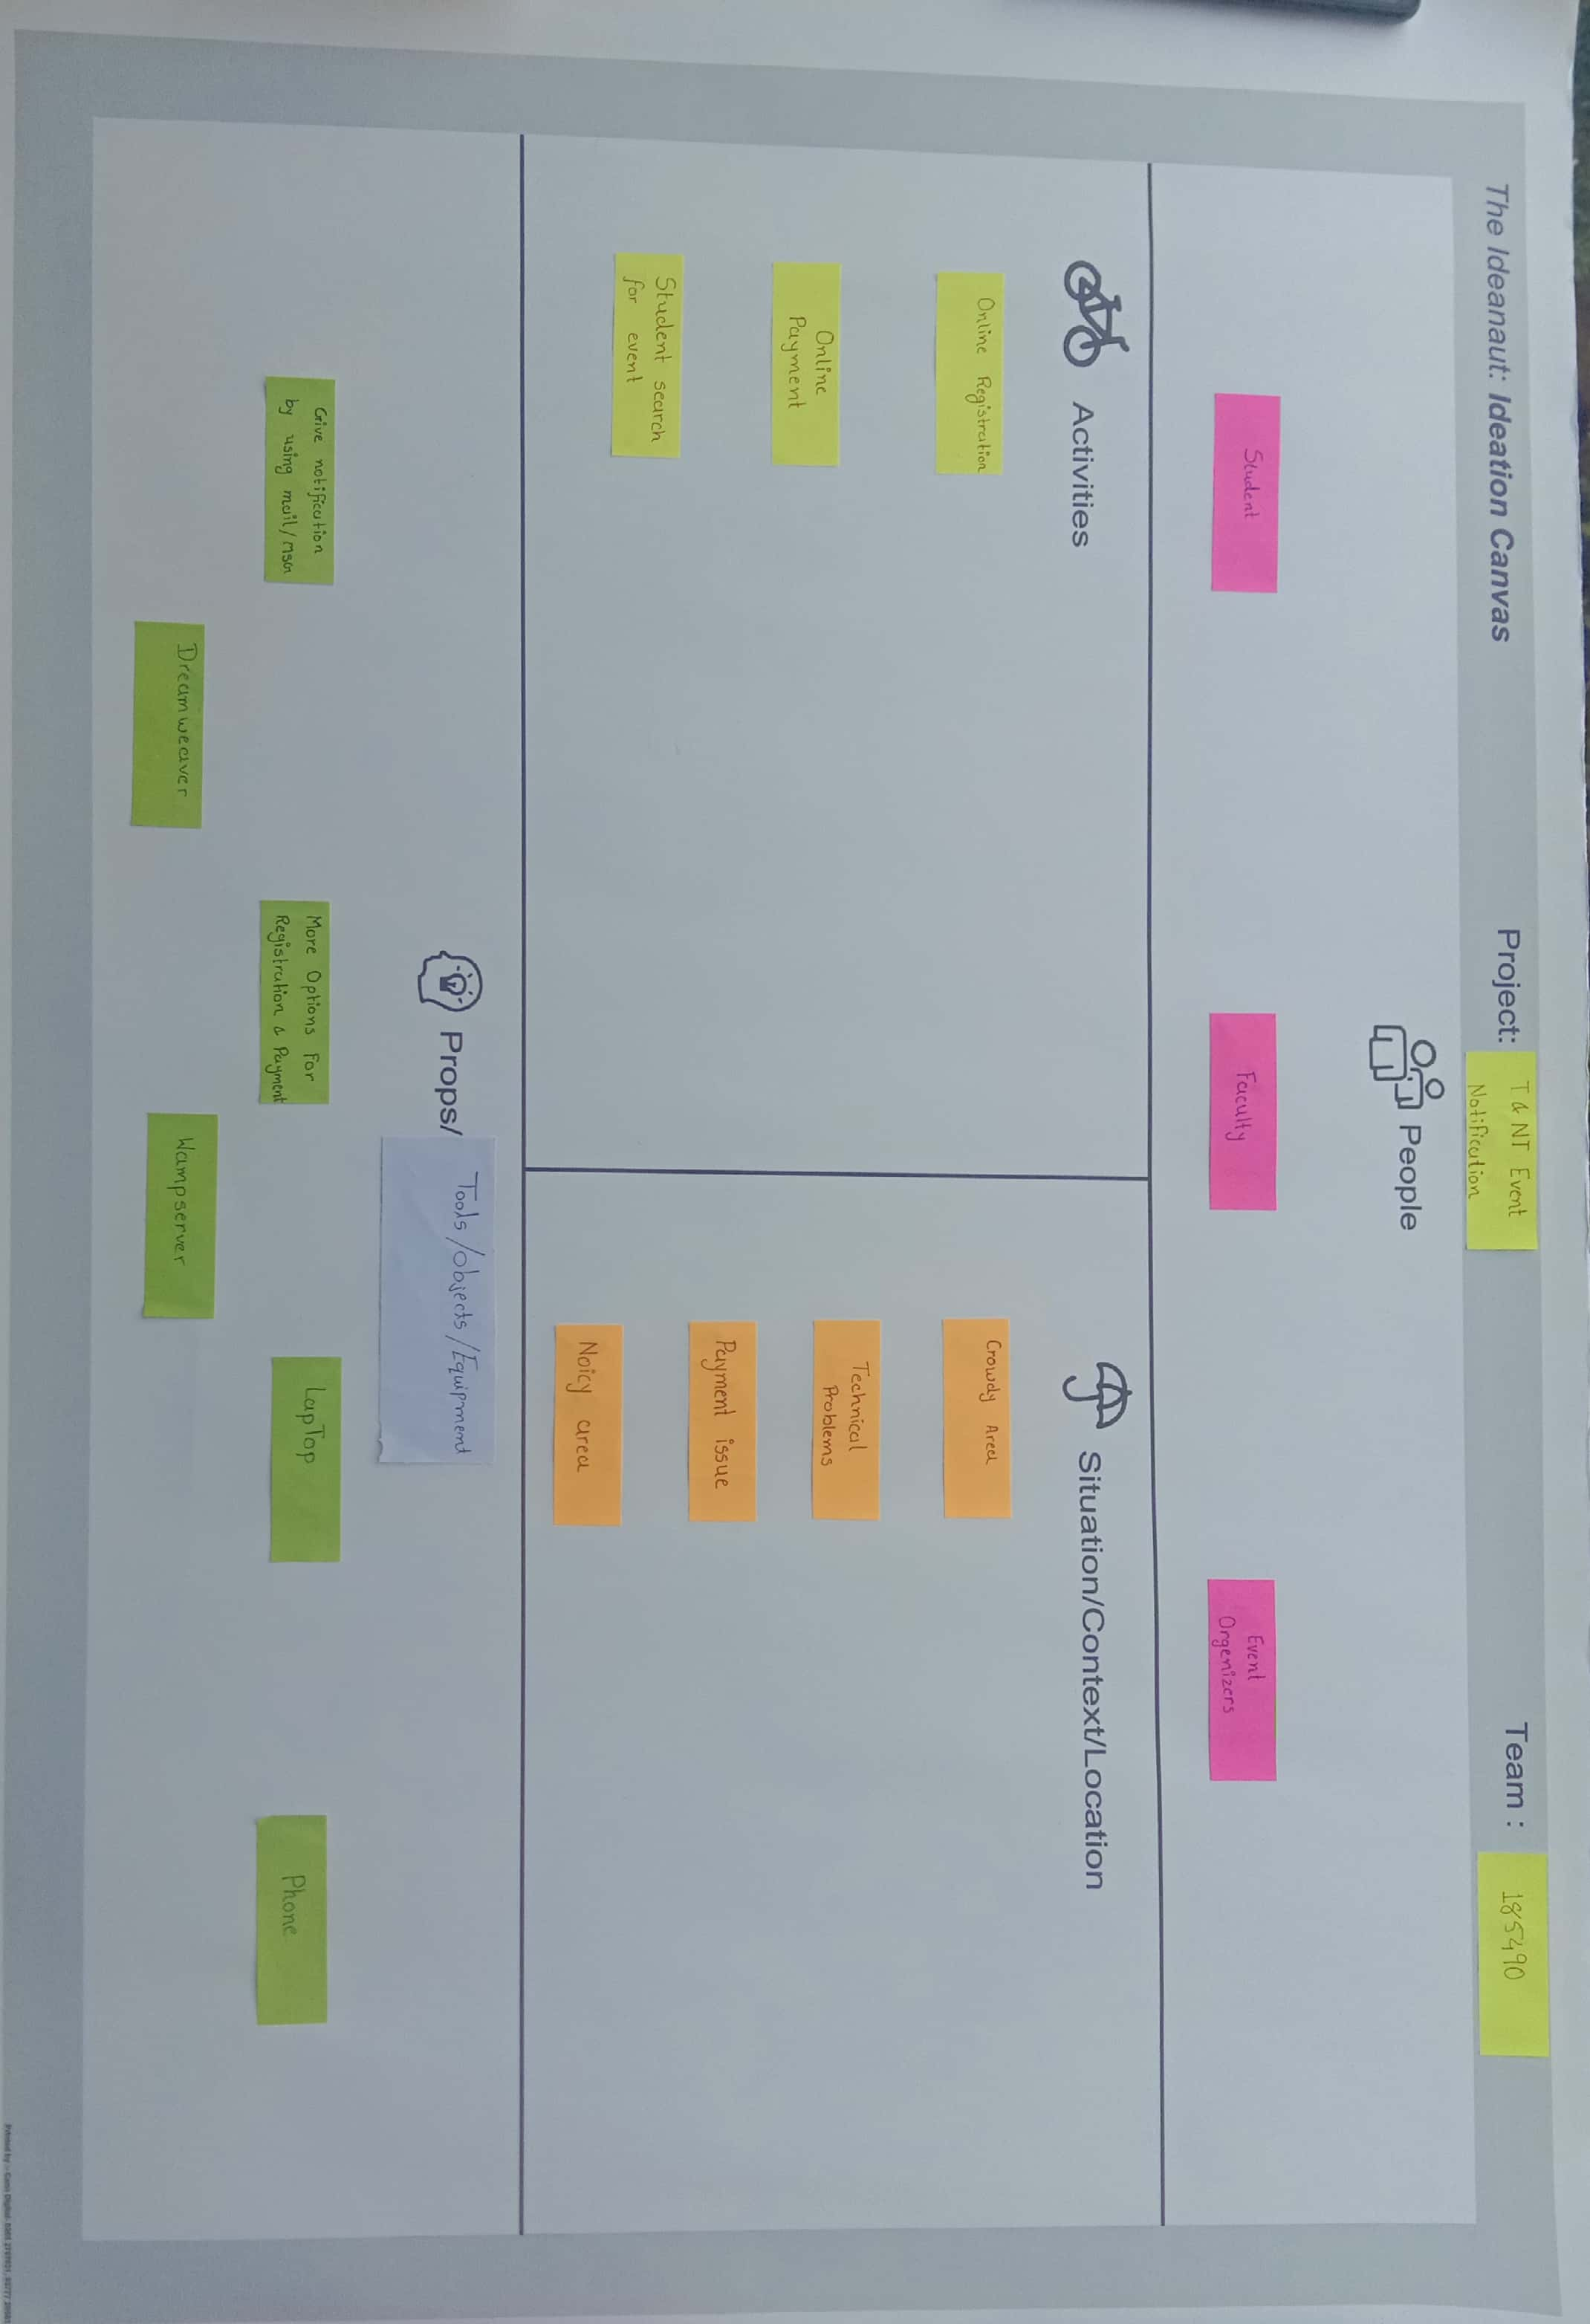 The Ideanaut: Ideation Canvas
Project:
T & NT Event
Notification
Team :
185490
People
Student
Faculty
Event
Orgenizers
Activities
Online Registration
Online
Payment
Student search
for event
Situation/Context/Location
Crowdy Area
Technical
Problems
Payment issue
Noicy area
Props/
Tools/objects/Equipment
Give notification
by using mail/msg
More Options For
Registration & Payment
LapTop
Phone
Dreamweaver
Wampserver